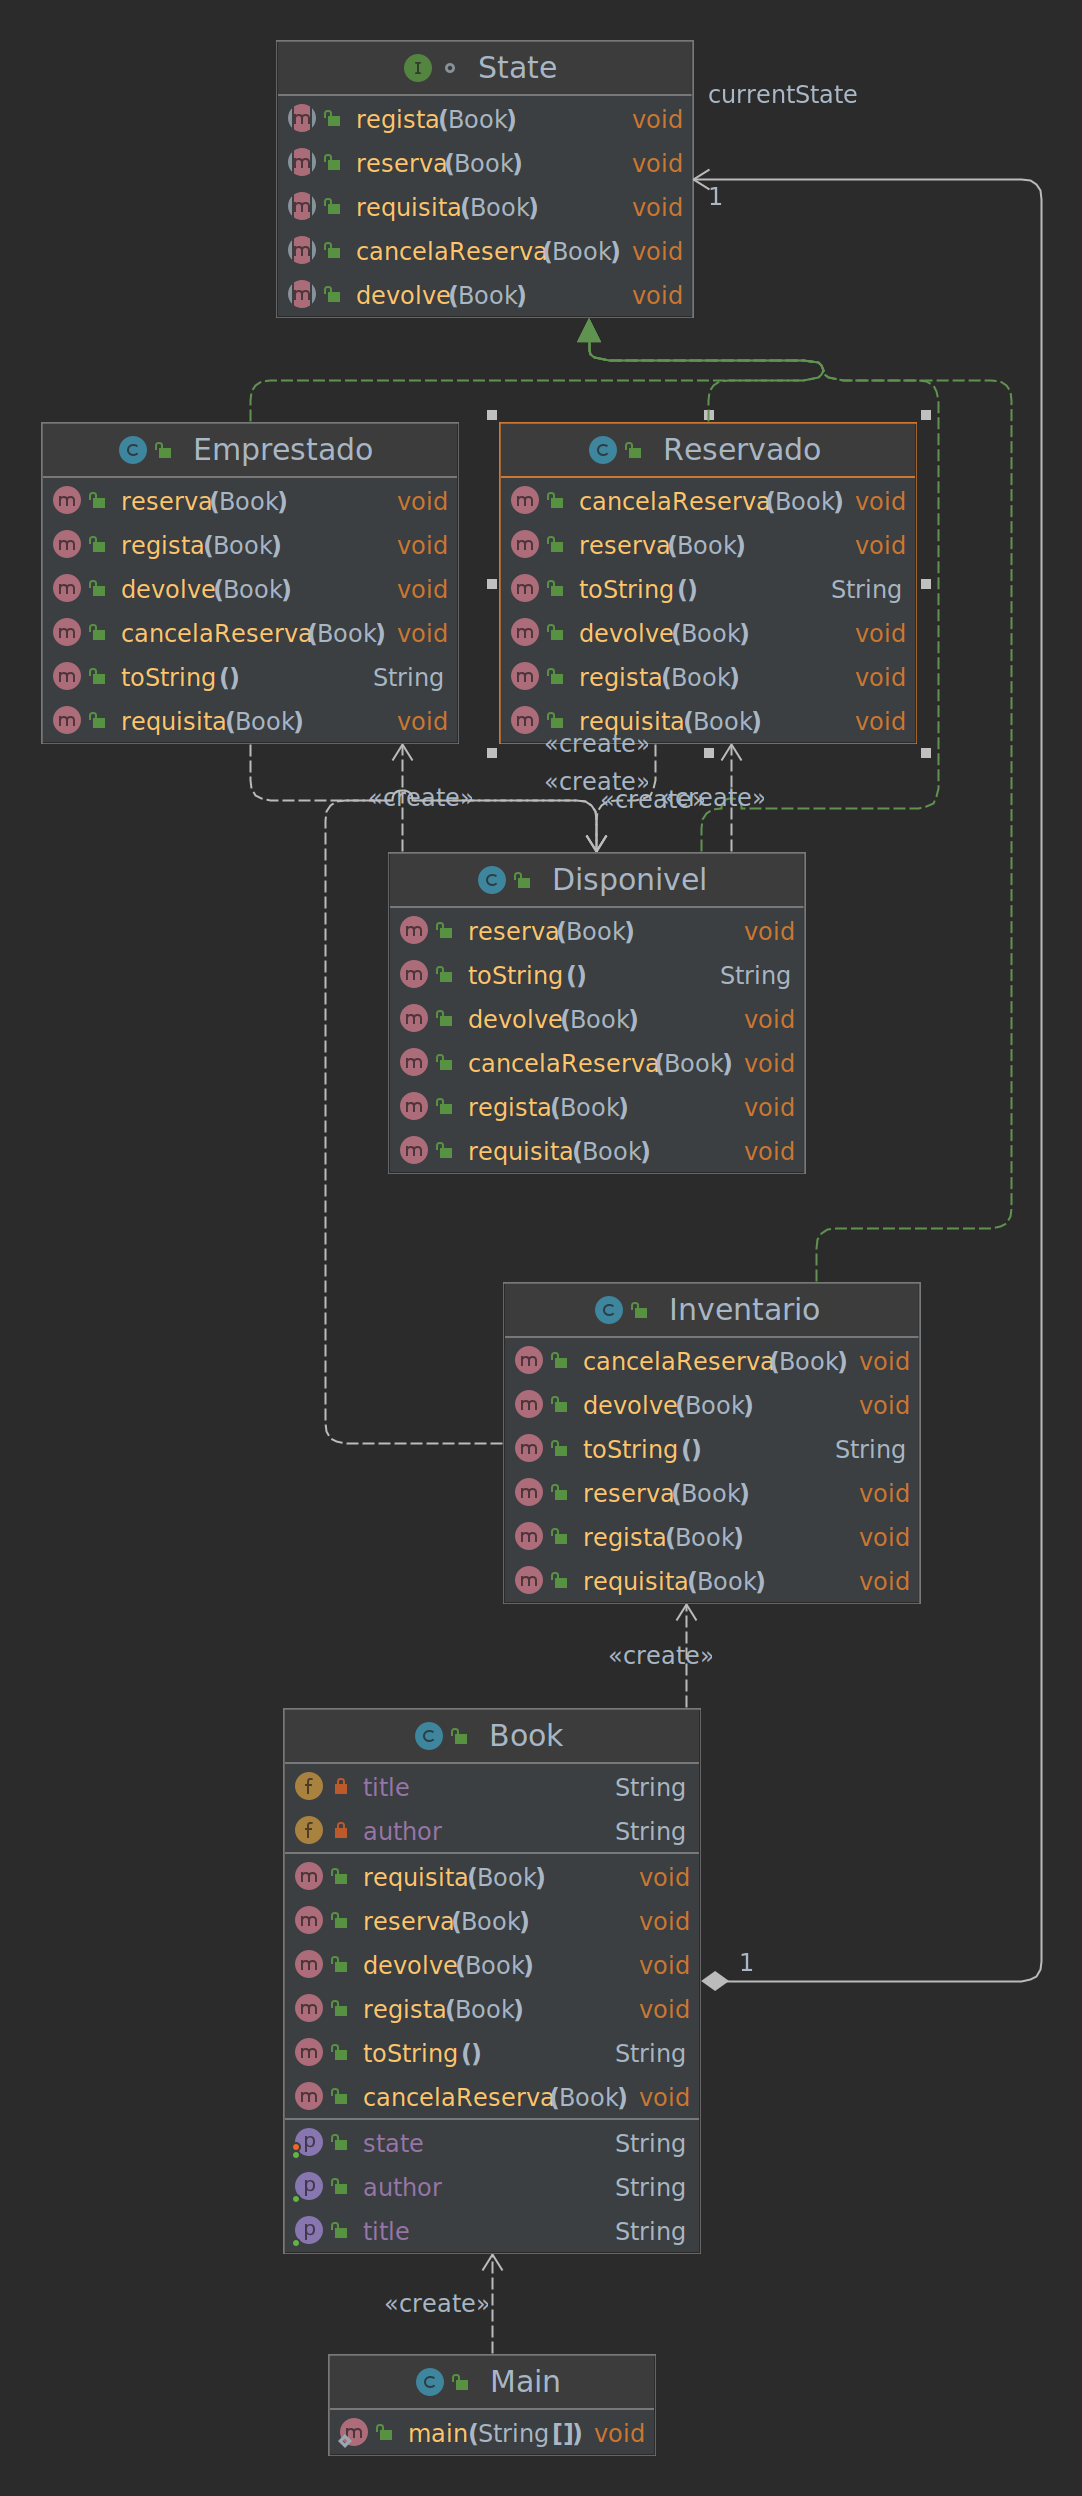 State
currentState
regista(Book) void
reserva(Book) void
requisita(Book) void
1
cancelaReserva(Book) void
devolve(Book) void
Emprestado
reserva(Book) void
regista(Book) void
devolve(Book) void
cancelaReserva(Book) void
toString() String
requisita(Book) void
Reservado
cancelaReserva(Book) void
reserva(Book) void
toString() String
devolve(Book) void
regista(Book) void
requisita(Book) void
«create»
«create»
«create»
«create»
«create»
Disponivel
reserva(Book) void
toString() String
devolve(Book) void
cancelaReserva(Book) void
regista(Book) void
requisita(Book) void
Inventario
cancelaReserva(Book) void
devolve(Book) void
toString() String
reserva(Book) void
regista(Book) void
requisita(Book) void
«create»
Book
title String
author String
requisita(Book) void
reserva(Book) void
devolve(Book) void
1
regista(Book) void
toString() String
cancelaReserva(Book) void
state String
author String
title String
«create»
Main
main(String[]) void